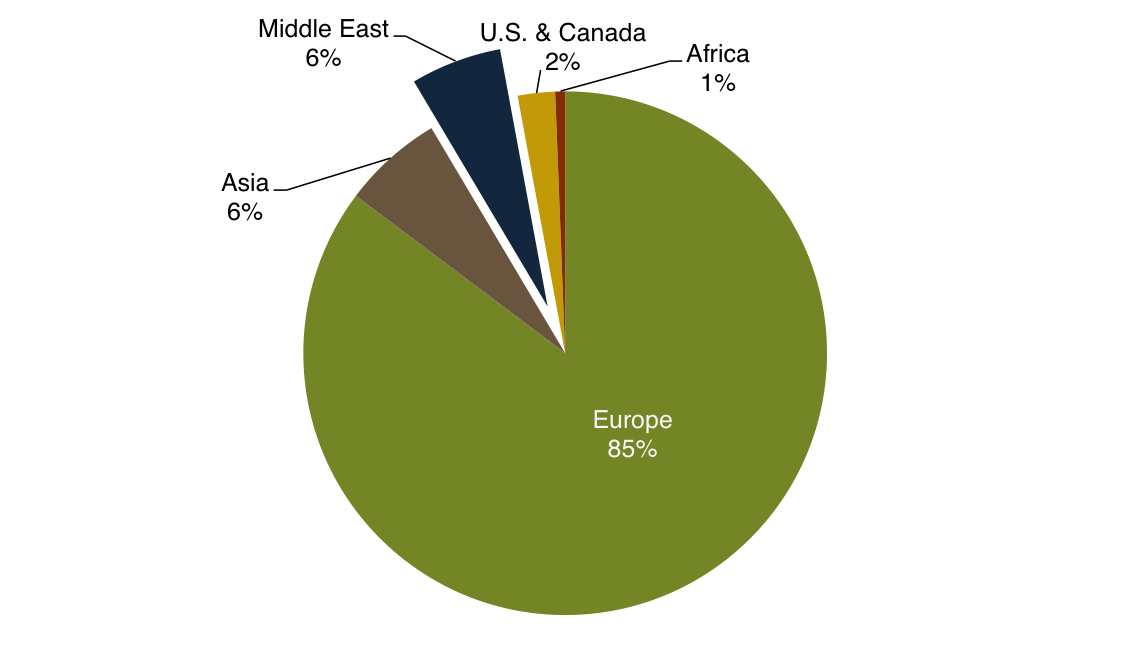 Middle East
6%
U.S. & Canada
2%
Africa
1%
Asia
6%
Europe
85%